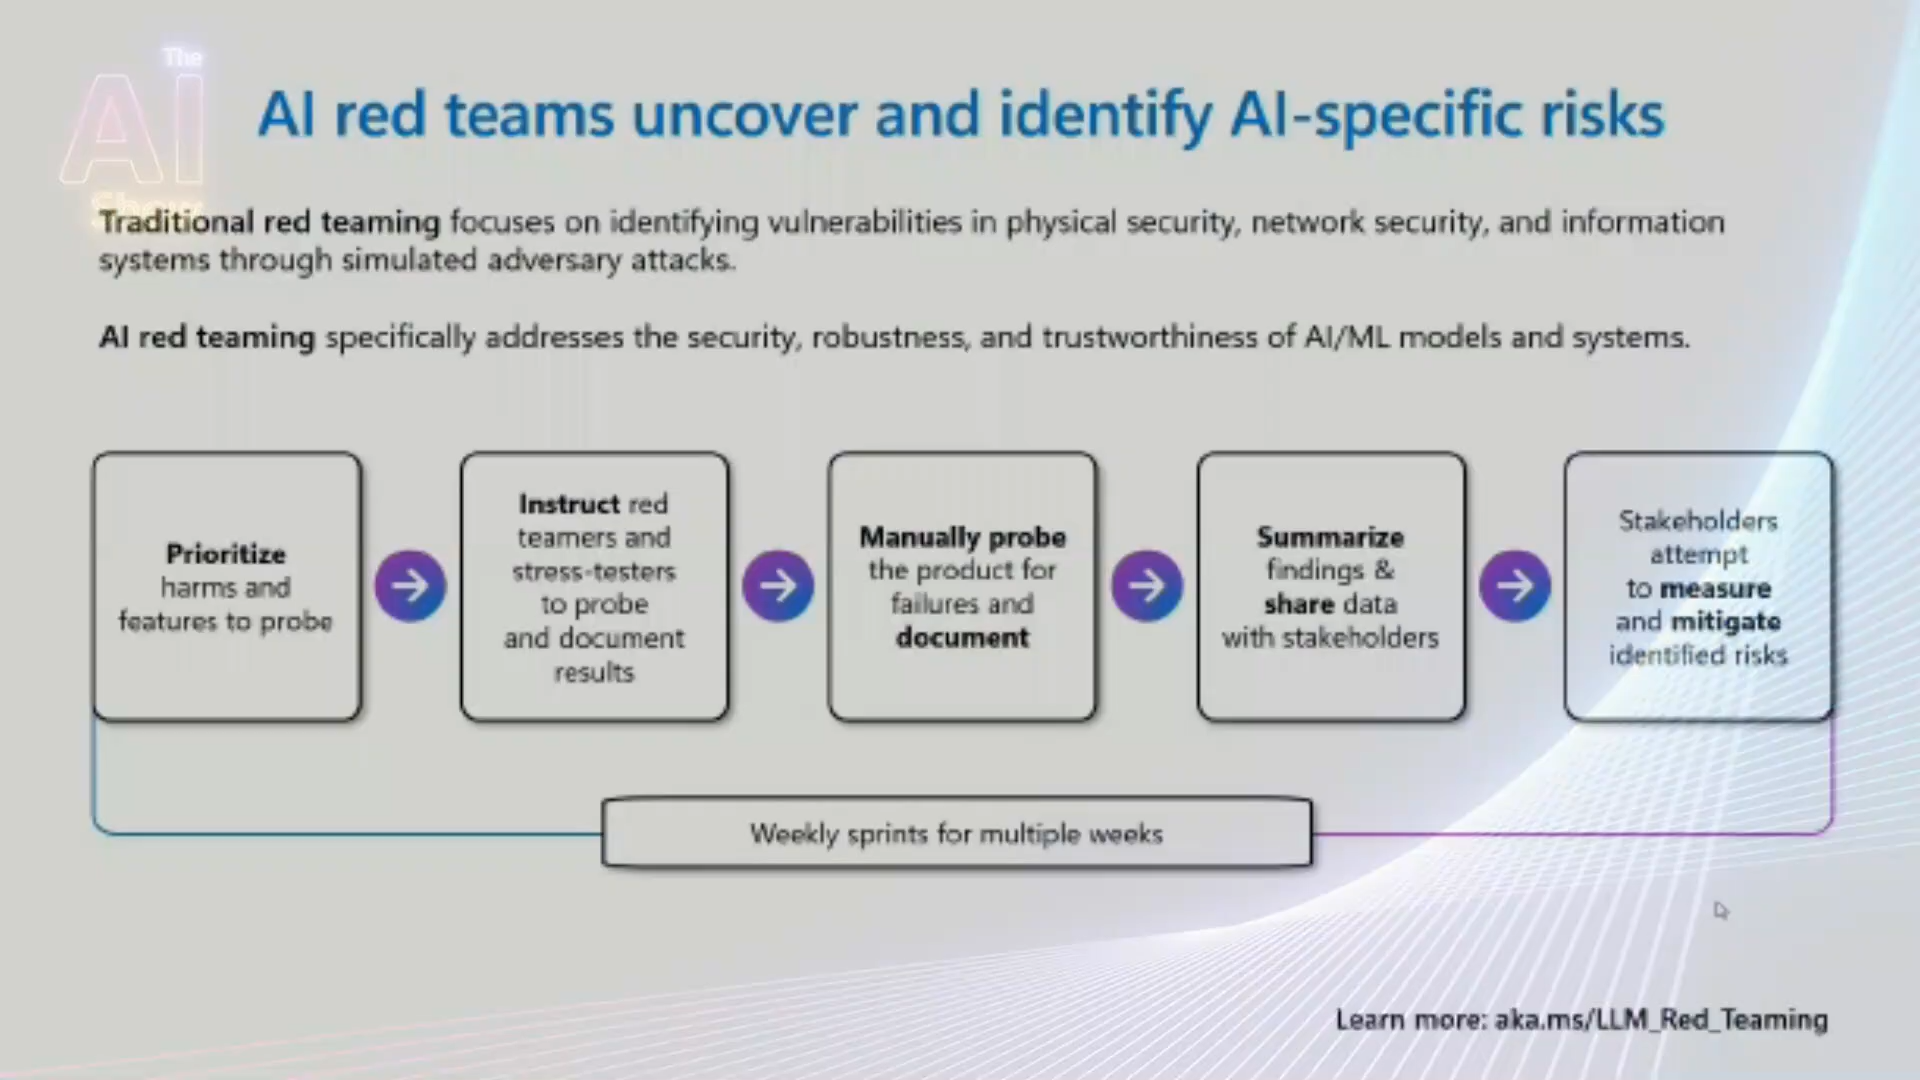 The
AI
Show
AI red teams uncover and identify AI-specific risks
Traditional red teaming focuses on identifying vulnerabilities in physical security, network security, and information
systems through simulated adversary attacks.
AI red teaming specifically addresses the security, robustness, and trustworthiness of AI/ML models and systems.
Prioritize
harms and
features to probe
Instruct red
teamers and
stress-testers
to probe
and document
results
Manually probe
the product for
failures and
document
Summarize
findings &
share data
with stakeholders
Stakeholders
attempt
to measure
and mitigate
identified risks
Weekly sprints for multiple weeks
Learn more: aka.ms/LLM_Red_Teaming